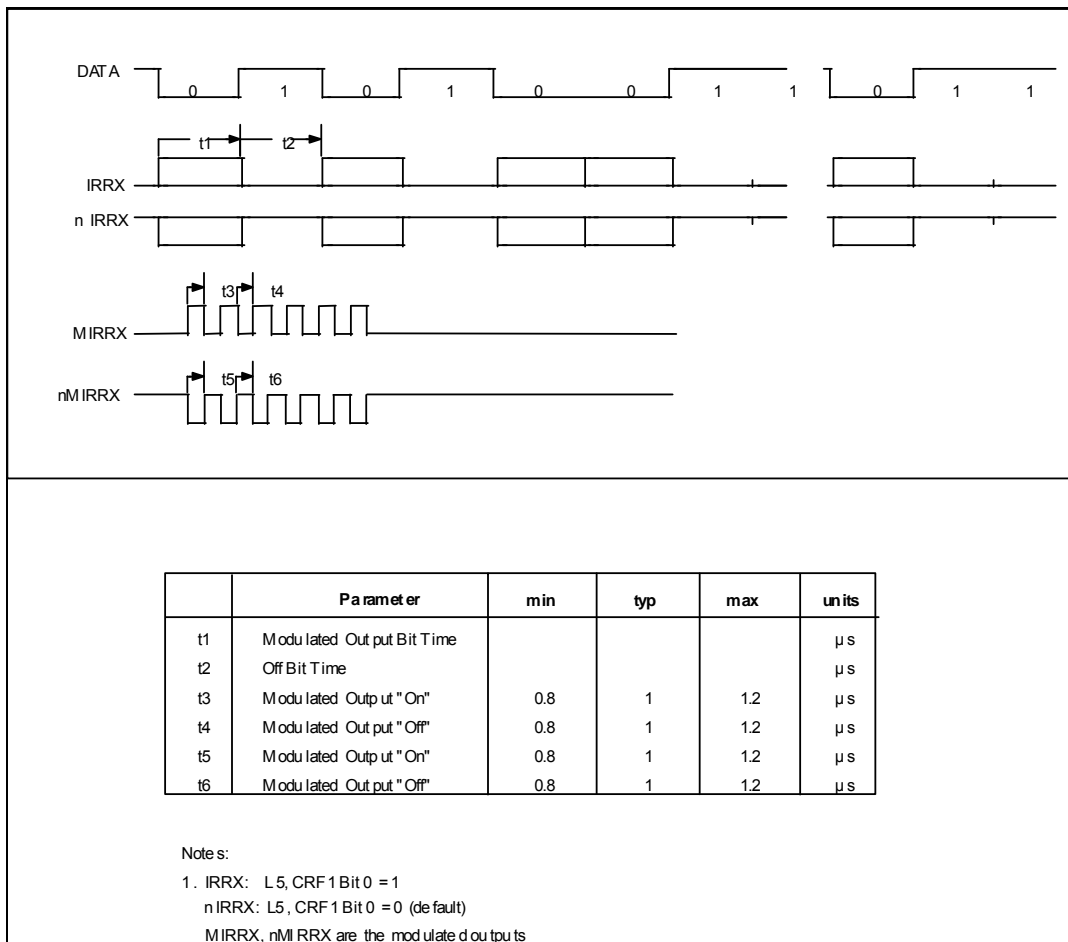 DATA
0 1 0 1 0 0 1 1 0 1 1
t1 t2
IRRX
n IRRX
t3 t4
MIRRX
t5 t6
nMIRRX
Parameter min typ max units
t1 Modulated Output Bit Time µs
t2 Off Bit Time µs
t3 Modulated Output "On" 0.8 1 1.2 µs
t4 Modulated Output "Off" 0.8 1 1.2 µs
t5 Modulated Output "On" 0.8 1 1.2 µs
t6 Modulated Output "Off" 0.8 1 1.2 µs
Notes:
1. IRRX: L5, CRF1 Bit 0 = 1
nIRRX: L5, CRF1 Bit 0 = 0 (default)
MIRRX, nMIRRX are the modulated outputs